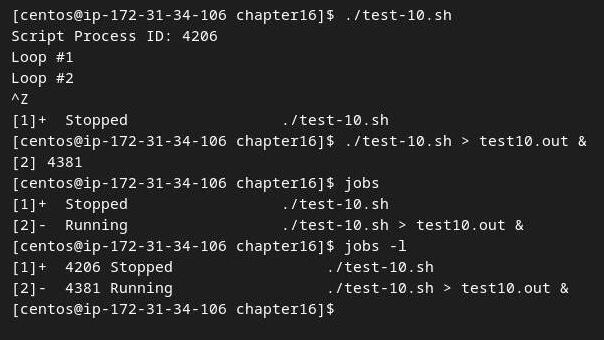 [centos@ip-172-31-34-106 chapter16]$ ./test-10.sh
Script Process ID: 4206
Loop #1
Loop #2
^Z
[1]+  Stopped                 ./test-10.sh
[centos@ip-172-31-34-106 chapter16]$ ./test-10.sh > test10.out &
[2] 4381
[centos@ip-172-31-34-106 chapter16]$ jobs
[1]+  Stopped                 ./test-10.sh
[2]-  Running                 ./test-10.sh > test10.out &
[centos@ip-172-31-34-106 chapter16]$ jobs -l
[1]+  4206 Stopped                 ./test-10.sh
[2]-  4381 Running                 ./test-10.sh > test10.out &
[centos@ip-172-31-34-106 chapter16]$